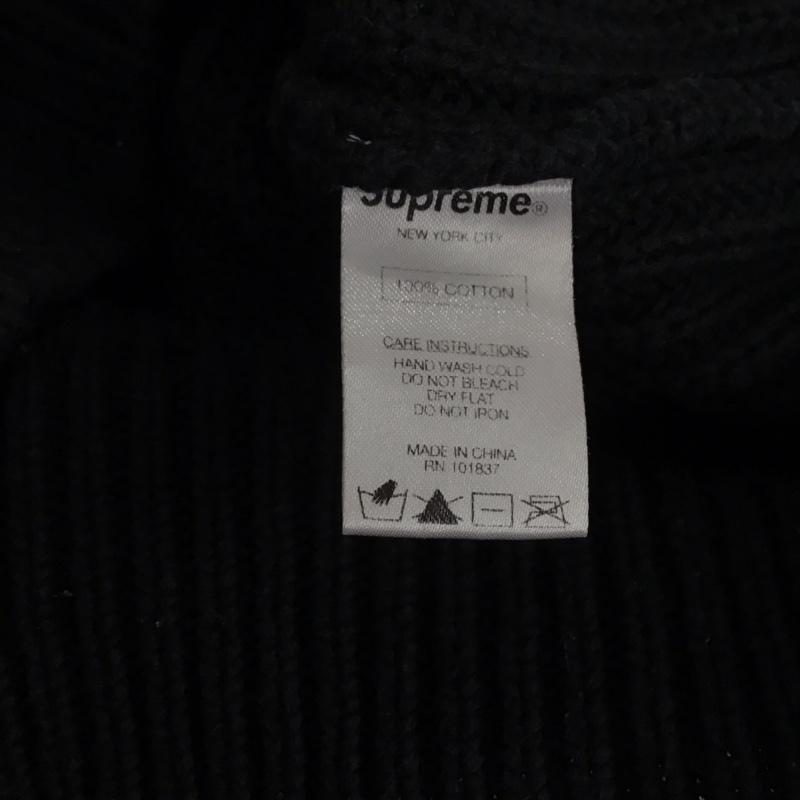 Supreme®
NEW YORK CITY
100% COTTON
CARE INSTRUCTIONS
HAND WASH COLD
DO NOT BLEACH
DRY FLAT
DO NOT IRON
MADE IN CHINA
RN 101837